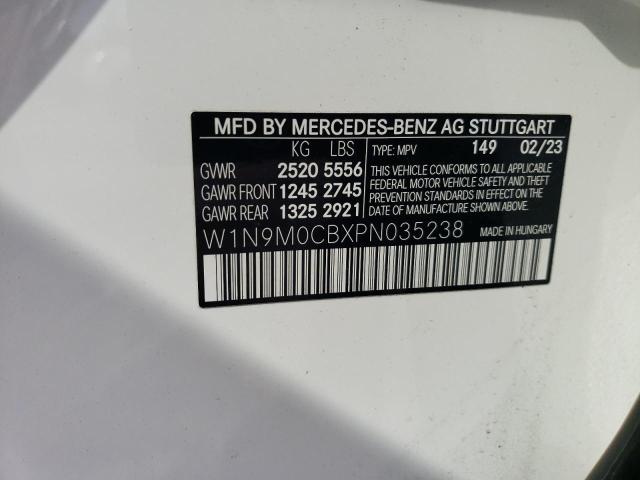 MFD BY MERCEDES-BENZ AG STUTTGART
KG LBS TYPE: MPV 149 02/23
GVWR 2520 5556
GAWR FRONT 1245 2745
GAWR REAR 1325 2921
THIS VEHICLE CONFORMS TO ALL APPLICABLE
FEDERAL MOTOR VEHICLE SAFETY AND THEFT
PREVENTION STANDARDS IN EFFECT ON THE
DATE OF MANUFACTURE SHOWN ABOVE.
W1N9M0CBXPN035238 MADE IN HUNGARY